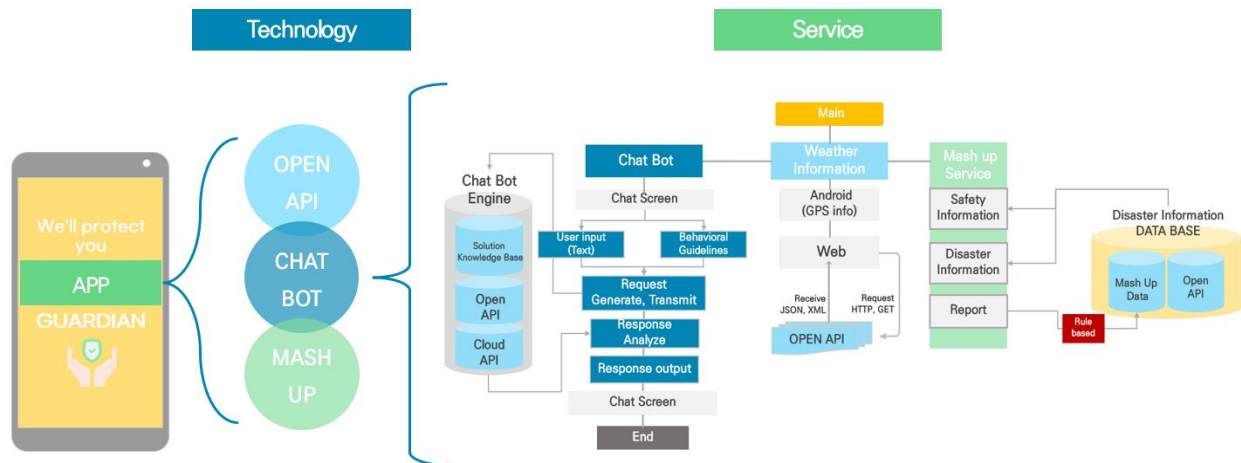 Technology
Service
We'll protect
you
APP
GUARDIAN
OPEN
API
CHAT
BOT
MASH
UP
Main
Chat Bot
Weather
Information
Mash up
Service
Chat Bot
Engine
Solution
Knowledge Base
Open
API
Cloud
API
Chat Screen
User input
(Text)
Behavioral
Guidelines
Request
Generate, Transmit
Response
Analyze
Response output
Chat Screen
End
Android
(GPS info)
Web
Receive
JSON, XML
Request
HTTP, GET
OPEN API
Safety
Information
Disaster
Information
Report
Rule
based
Disaster Information
DATA BASE
Mash Up
Data
Open
API